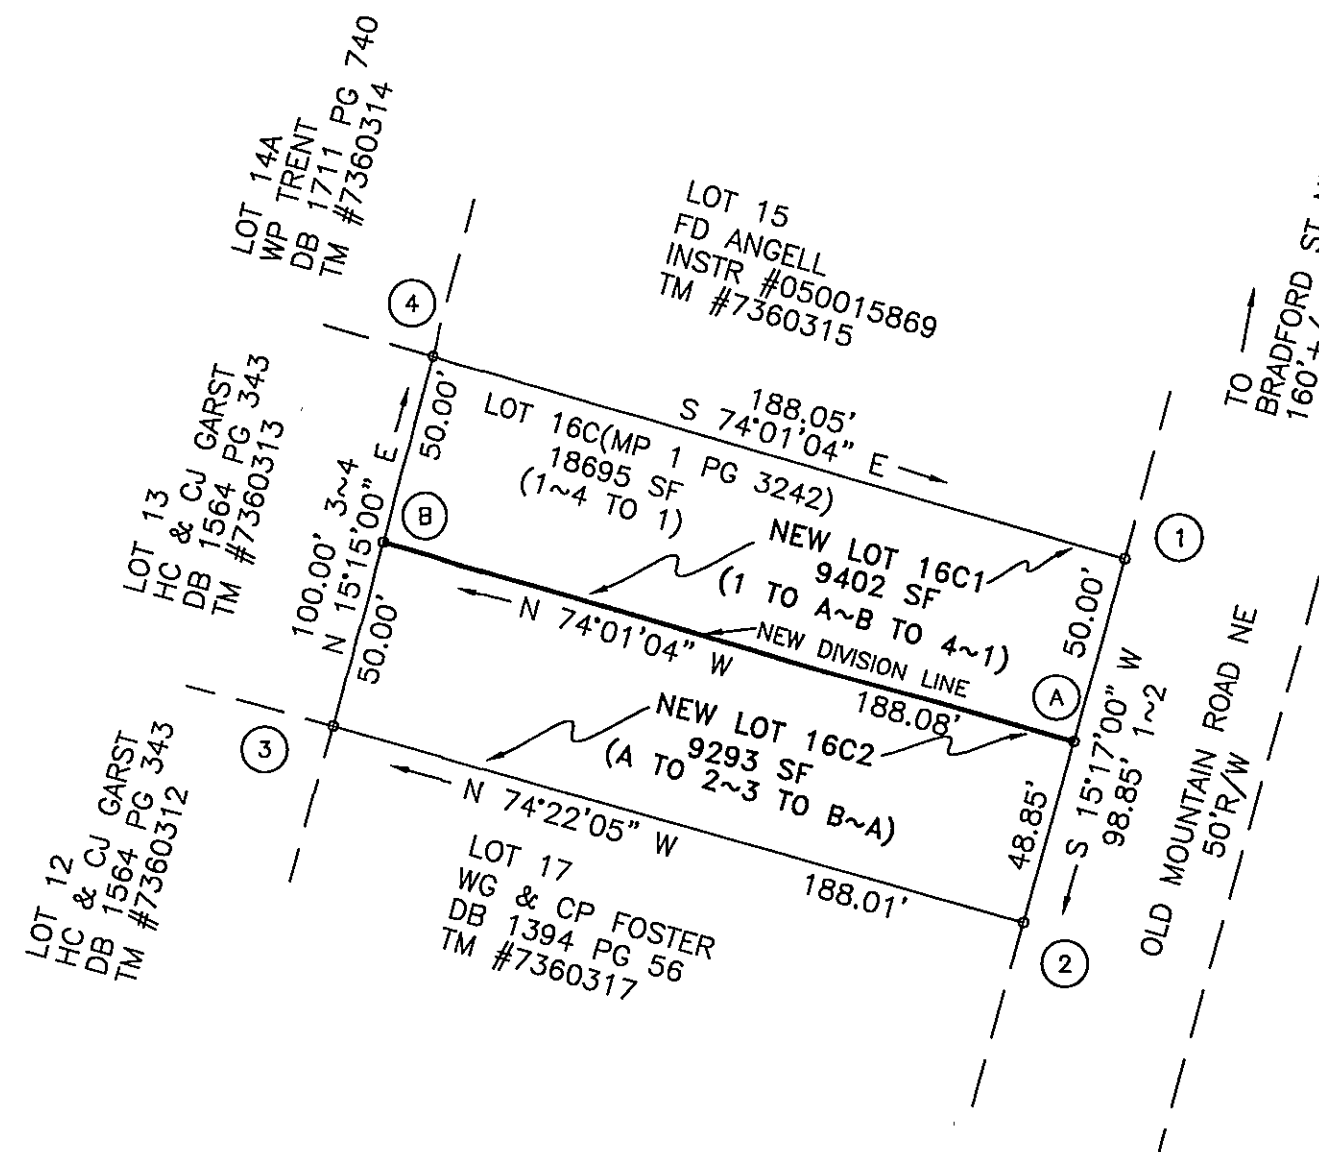 LOT 14A
WP TRENT
DB 1711 PG 740
TM #7360314
LOT 15
FD ANGELL
INSTR #050015869
TM #7360315
TO
BRADFORD ST
160'+/
4
188.05'
S 74°01'04" E
50.00'
LOT 16C(MP 1 PG 3242)
18695 SF
(1~4 TO 1)
LOT 13
HC & CJ GARST
DB 1564 PG 343
TM #7360313
100.00' 3~4
N 15°15'00" E
B
1
NEW LOT 16C1
9402 SF
(1 TO A~B TO 4~1)
50.00'
N 74°01'04" W
NEW DIVISION LINE
188.08'
A
50.00'
S 15°17'00" W
98.85' 1~2
OLD MOUNTAIN ROAD NE
50'R/W
NEW LOT 16C2
9293 SF
(A TO 2~3 TO B~A)
3
48.85'
N 74°22'05" W
188.01'
2
LOT 12
HC & CJ GARST
DB 1564 PG 343
TM #7360312
LOT 17
WG & CP FOSTER
DB 1394 PG 56
TM #7360317